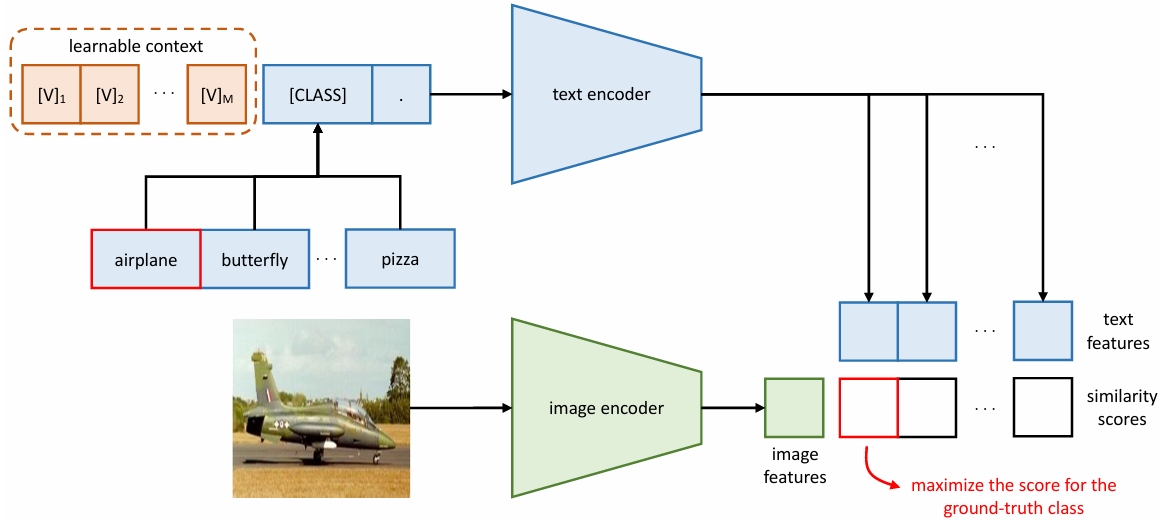 learnable context
[V]₁ [V]₂ ··· [V]M [CLASS] . text encoder
···
airplane butterfly ··· pizza
··· text
features
image encoder
··· similarity
scores
image
features
maximize the score for the
ground-truth class